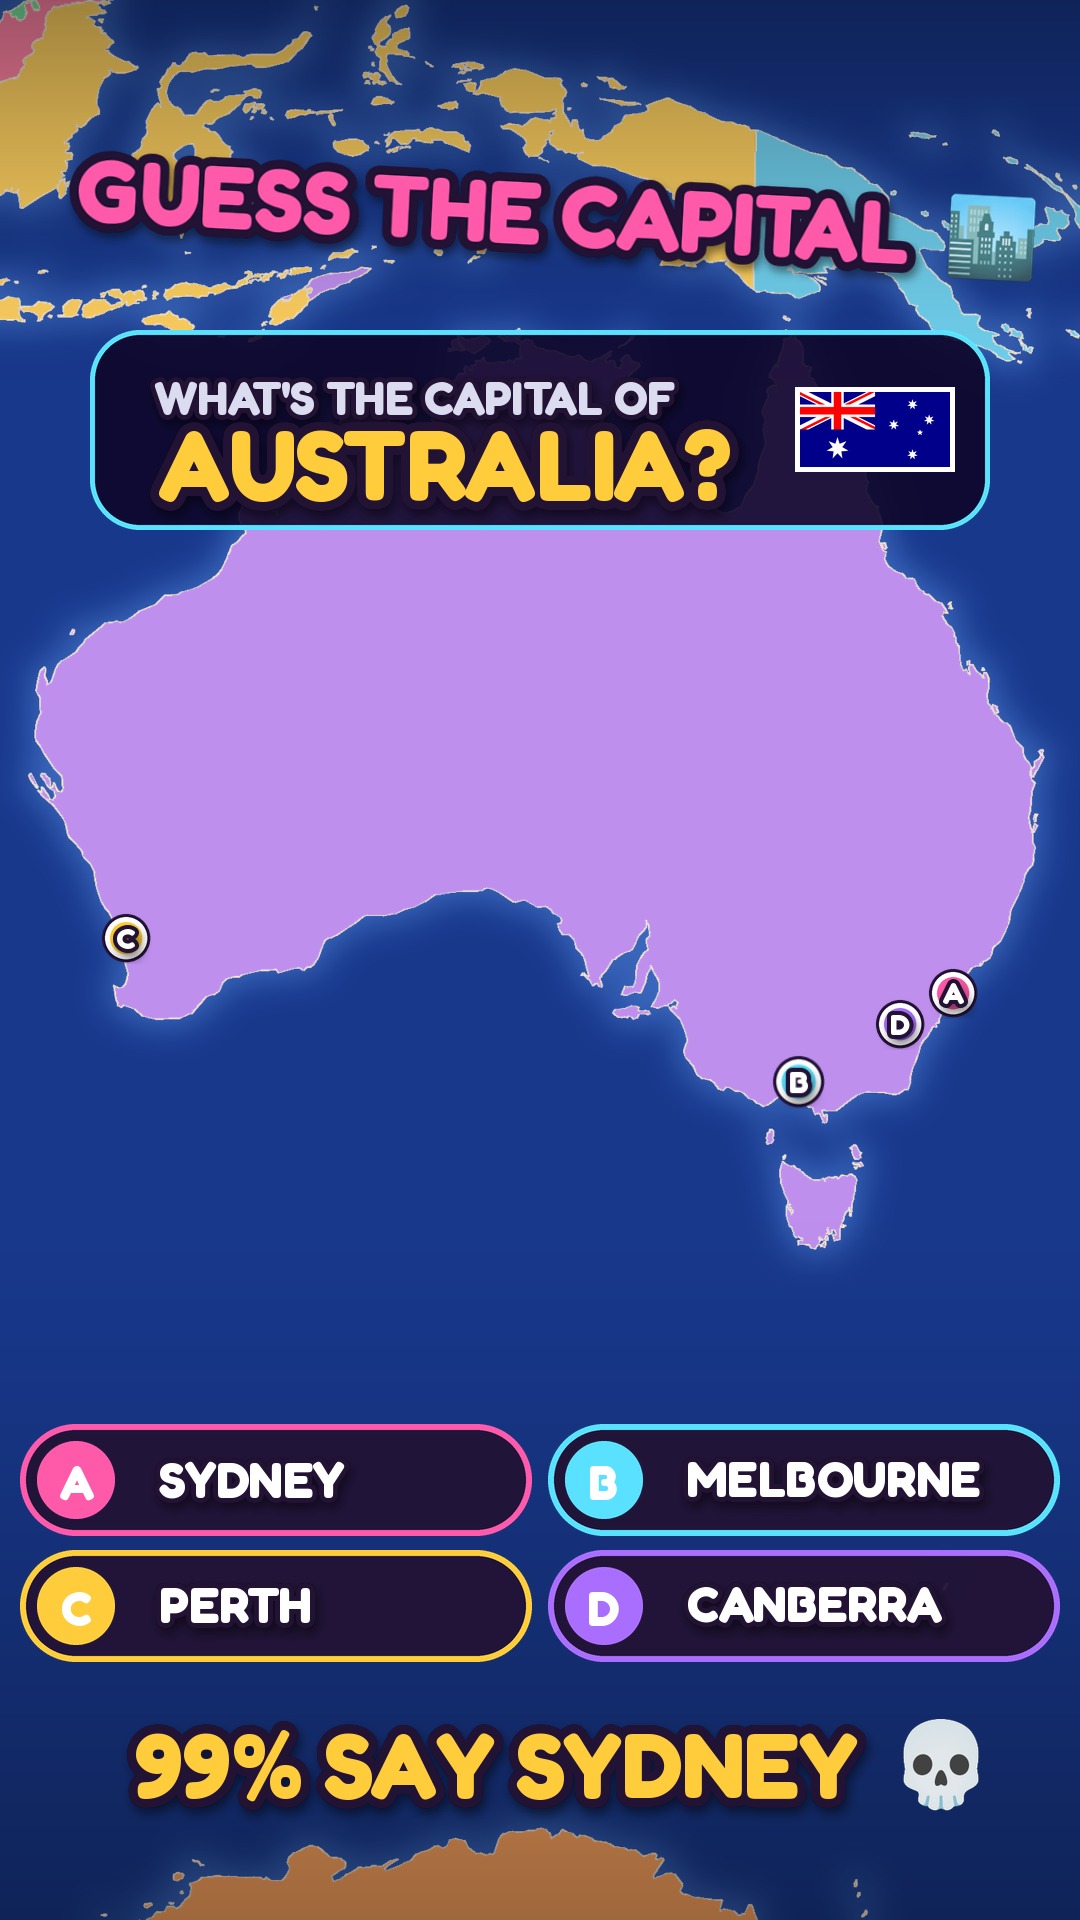 GUESS THE CAPITAL
WHAT'S THE CAPITAL OF
AUSTRALIA?
C
A
D
B
A SYDNEY
B MELBOURNE
C PERTH
D CANBERRA
99% SAY SYDNEY